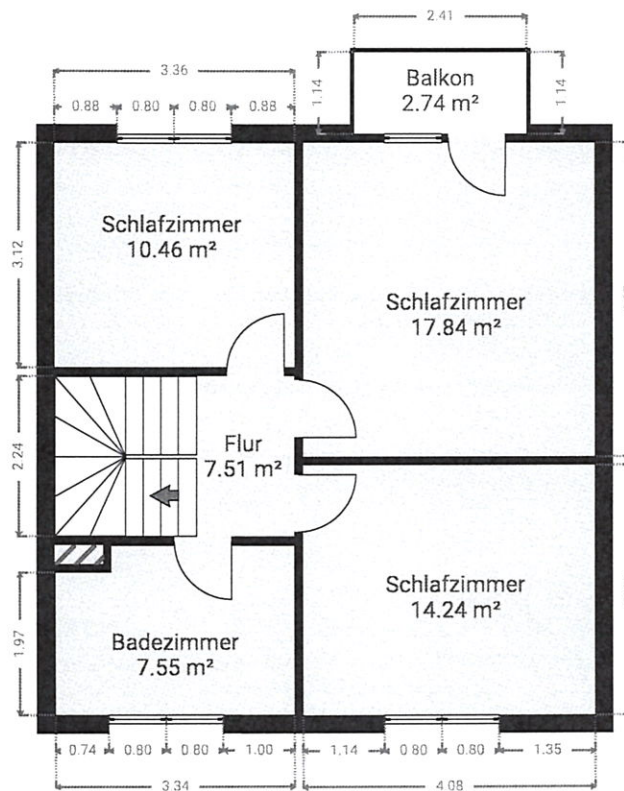 2.41
3.36
1.14
Balkon
2.74 m²
1.14
0.88
0.80
0.80
0.88
Schlafzimmer
10.46 m²
3.12
Schlafzimmer
17.84 m²
2.24
Flur
7.51 m²
Schlafzimmer
14.24 m²
1.97
Badezimmer
7.55 m²
0.74
0.80
0.80
1.00
1.14
0.80
0.80
1.35
3.34
4.08